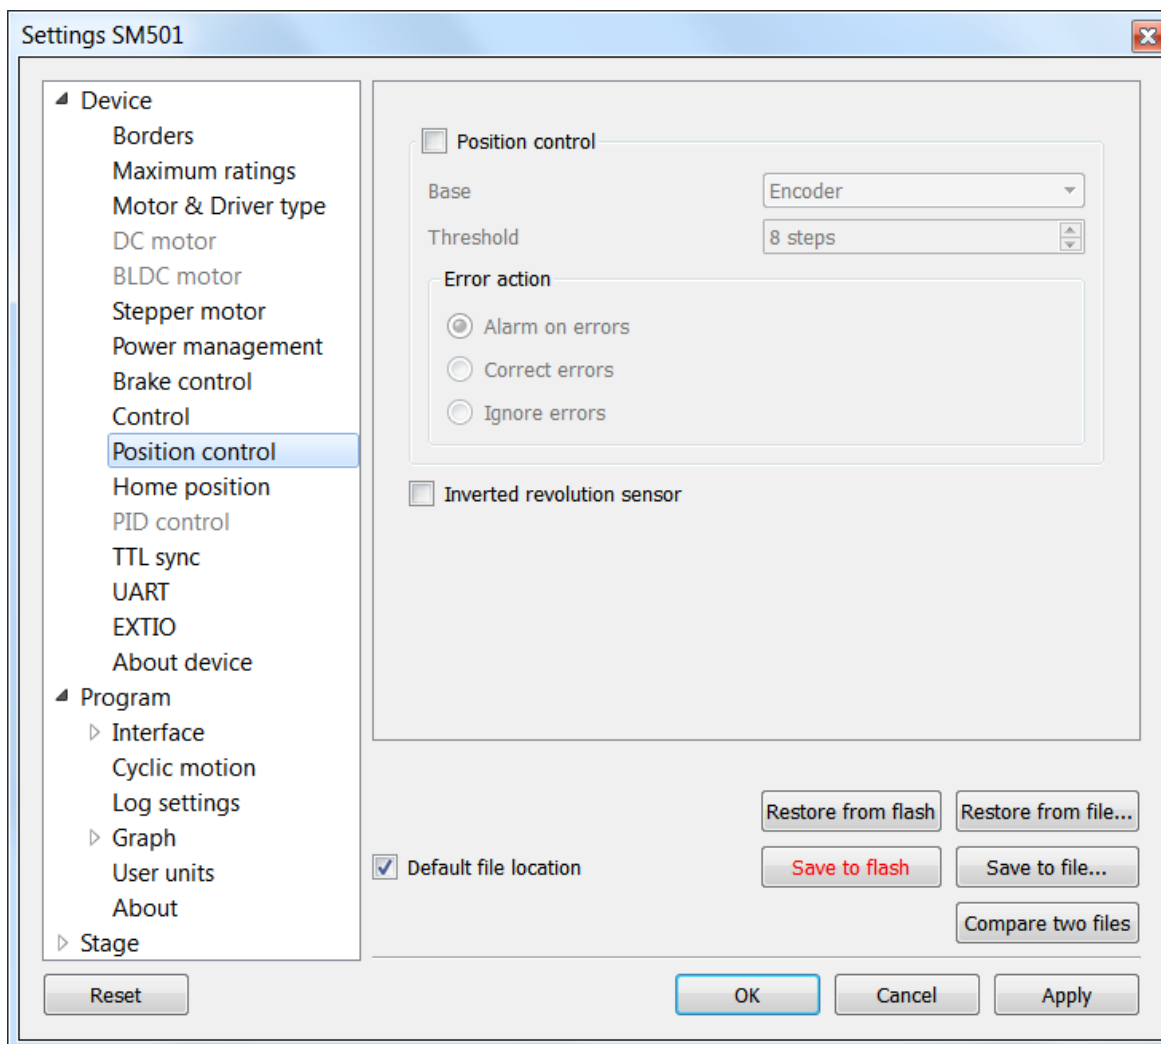 Settings SM501
Device
Borders
Maximum ratings
Motor & Driver type
DC motor
BLDC motor
Stepper motor
Power management
Brake control
Control
Position control
Home position
PID control
TTL sync
UART
EXTIO
About device
Program
Interface
Cyclic motion
Log settings
Graph
User units
About
Stage
Position control
Base Encoder
Threshold 8 steps
Error action
Alarm on errors
Correct errors
Ignore errors
Inverted revolution sensor
Restore from flash Restore from file...
Default file location Save to flash Save to file...
Compare two files
Reset OK Cancel Apply